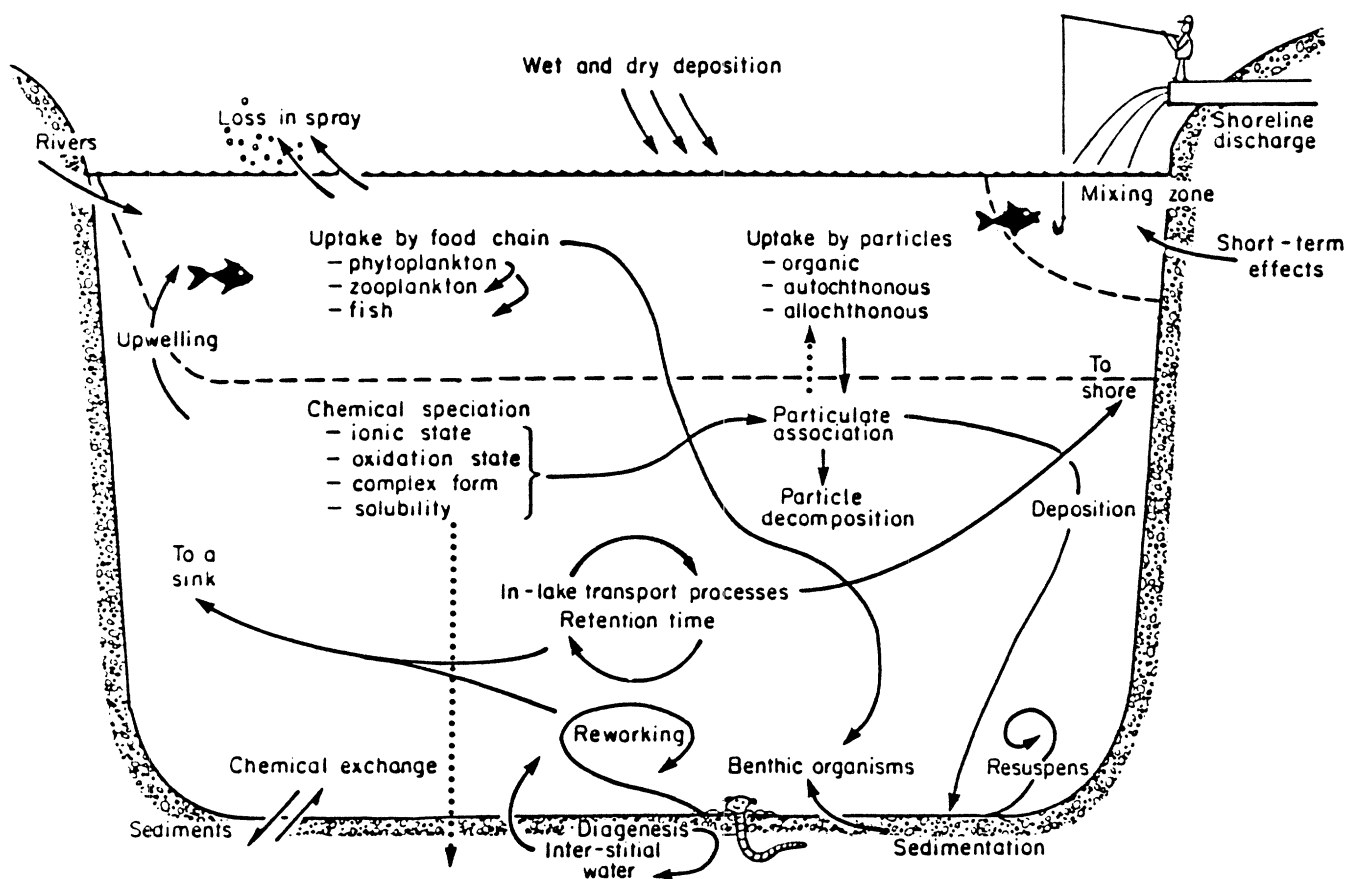 Wet and dry deposition
Loss in spray
Rivers
Shoreline
discharge
Mixing zone
Short-term
effects
Uptake by food chain
- phytoplankton
- zooplankton
- fish
Uptake by particles
- organic
- autochthonous
- allochthonous
Upwelling
To
shore
Chemical speciation
- ionic state
- oxidation state
- complex form
- solubility
Particulate
association
Particle
decomposition
Deposition
To a
sink
In-lake transport processes
Retention time
Reworking
Chemical exchange
Benthic organisms
Resuspens
Sediments
Diagenesis
Inter-stitial
water
Sedimentation